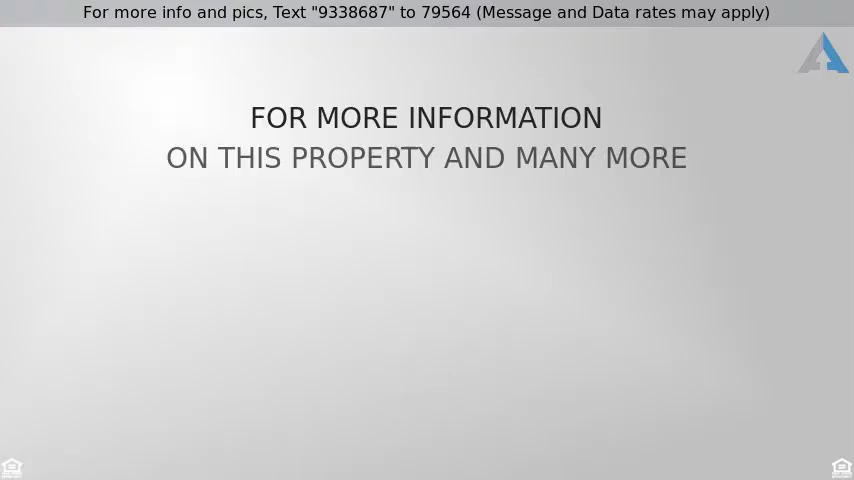 For more info and pics, Text "9338687" to 79564 (Message and Data rates may apply)
FOR MORE INFORMATION
ON THIS PROPERTY AND MANY MORE